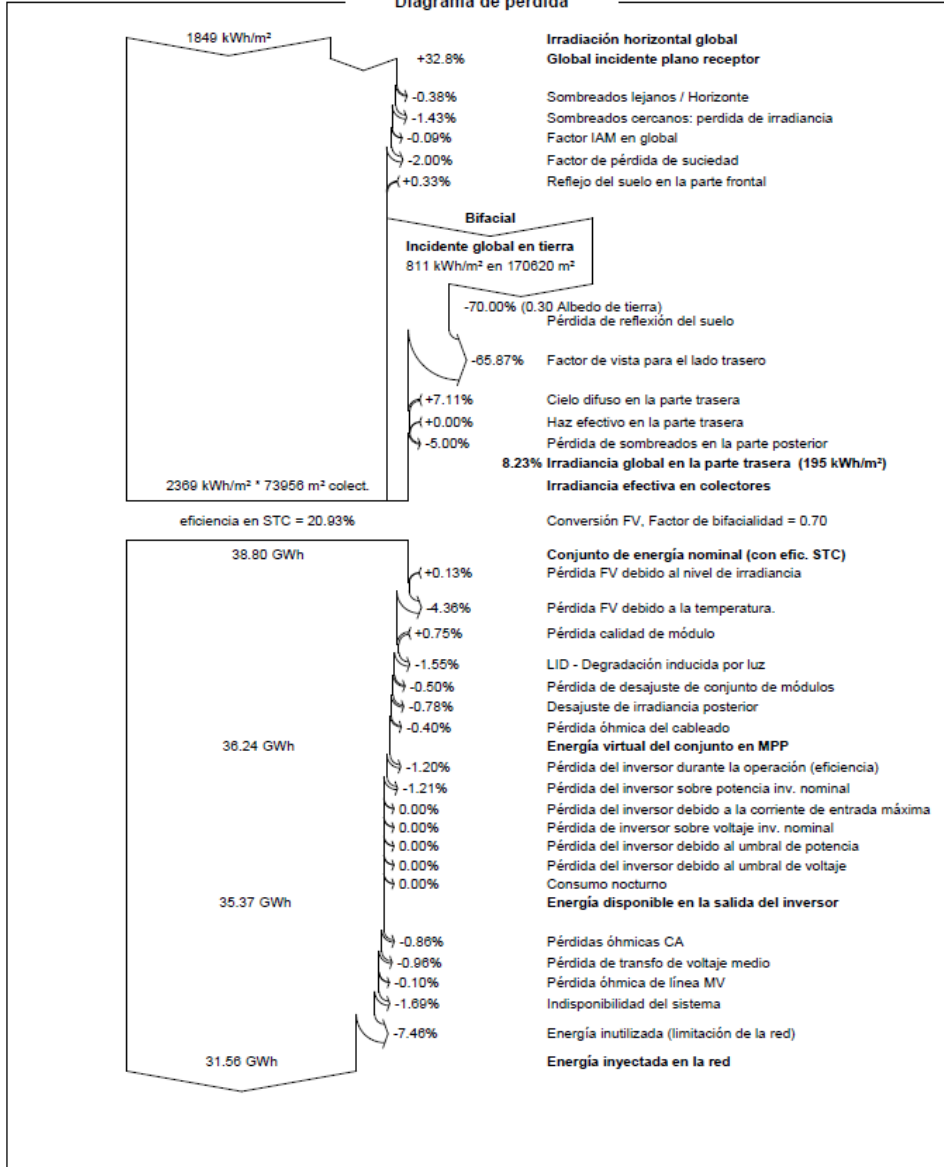 Diagrama de pérdida
1849 kWh/m² Irradiación horizontal global
+32.8% Global incidente plano receptor
-0.38% Sombreados lejanos / Horizonte
-1.43% Sombreados cercanos: perdida de irradiancia
-0.09% Factor IAM en global
-2.00% Factor de pérdida de suciedad
+0.33% Reflejo del suelo en la parte frontal
Bifacial
Incidente global en tierra
811 kWh/m² en 170620 m²
-70.00% (0.30 Albedo de tierra)
Pérdida de reflexión del suelo
-65.87% Factor de vista para el lado trasero
+7.11% Cielo difuso en la parte trasera
+0.00% Haz efectivo en la parte trasera
-5.00% Pérdida de sombreados en la parte posterior
8.23% Irradiancia global en la parte trasera (195 kWh/m²)
2369 kWh/m² * 73956 m² colect. Irradiancia efectiva en colectores
eficiencia en STC = 20.93% Conversión FV, Factor de bifacialidad = 0.70
38.80 GWh Conjunto de energía nominal (con efic. STC)
+0.13% Pérdida FV debido al nivel de irradiancia
-4.36% Pérdida FV debido a la temperatura.
+0.75% Pérdida calidad de módulo
-1.55% LID - Degradación inducida por luz
-0.50% Pérdida de desajuste de conjunto de módulos
-0.78% Desajuste de irradiancia posterior
-0.40% Pérdida óhmica del cableado
36.24 GWh Energía virtual del conjunto en MPP
-1.20% Pérdida del inversor durante la operación (eficiencia)
-1.21% Pérdida del inversor sobre potencia inv. nominal
0.00% Pérdida del inversor debido a la corriente de entrada máxima
0.00% Pérdida de inversor sobre voltaje inv. nominal
0.00% Pérdida del inversor debido al umbral de potencia
0.00% Pérdida del inversor debido al umbral de voltaje
0.00% Consumo nocturno
35.37 GWh Energía disponible en la salida del inversor
-0.86% Pérdidas óhmicas CA
-0.96% Pérdida de transfo de voltaje medio
-0.10% Pérdida óhmica de línea MV
-1.69% Indisponibilidad del sistema
-7.46% Energía inutilizada (limitación de la red)
31.56 GWh Energía inyectada en la red